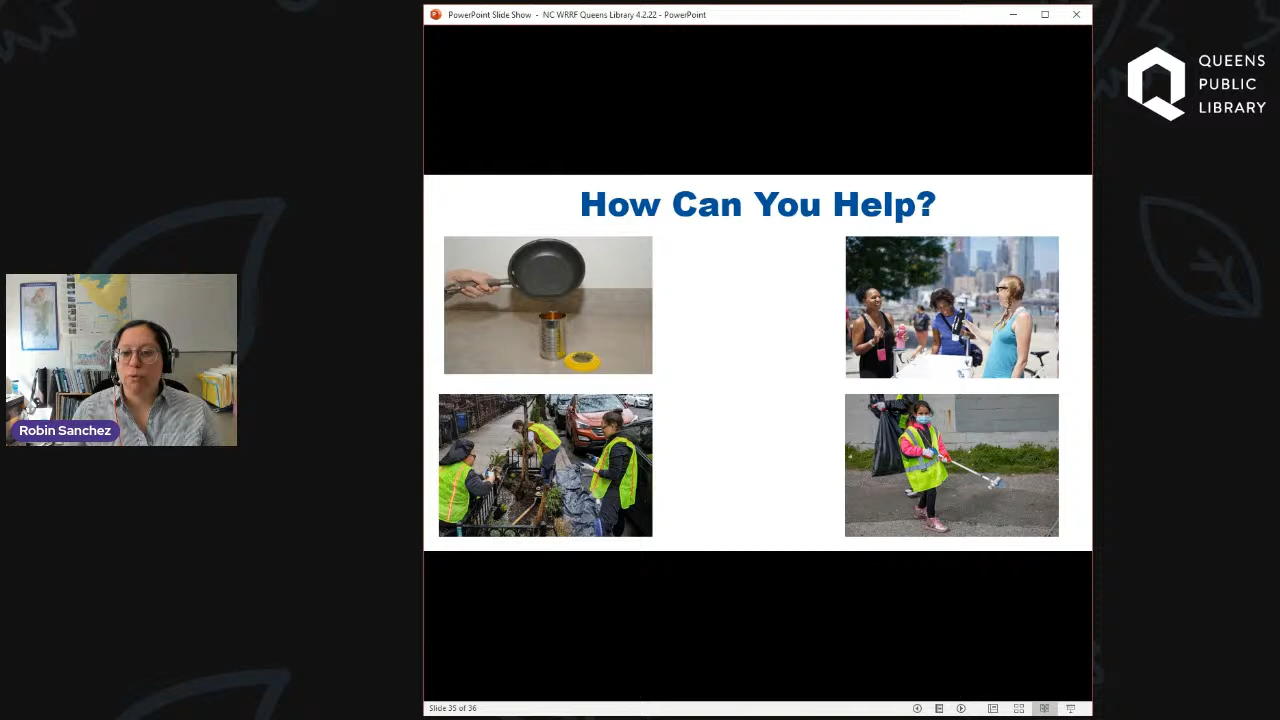 PowerPoint Slide Show - NC WRRF Queens Library 4.2.22 - PowerPoint
QUEENS
PUBLIC
LIBRARY
How Can You Help?
Robin Sanchez
Slide 35 of 36